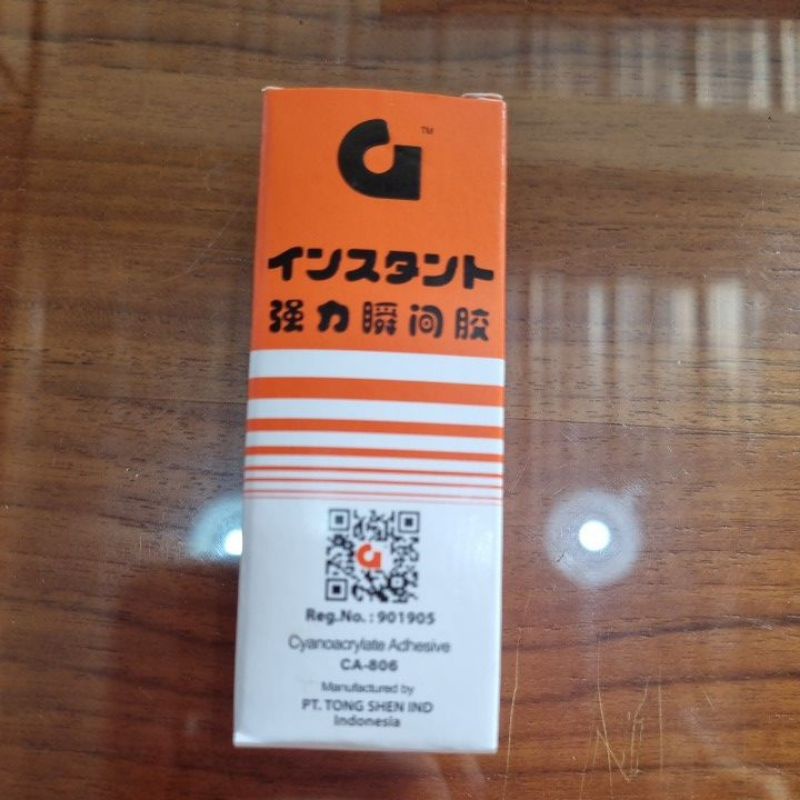 TM
インスタント
强力瞬间胶
Reg.No.:901905
Cyanoacrylate Adhesive
CA-806
Manufactured by
PT. TONG SHEN IND
Indonesia